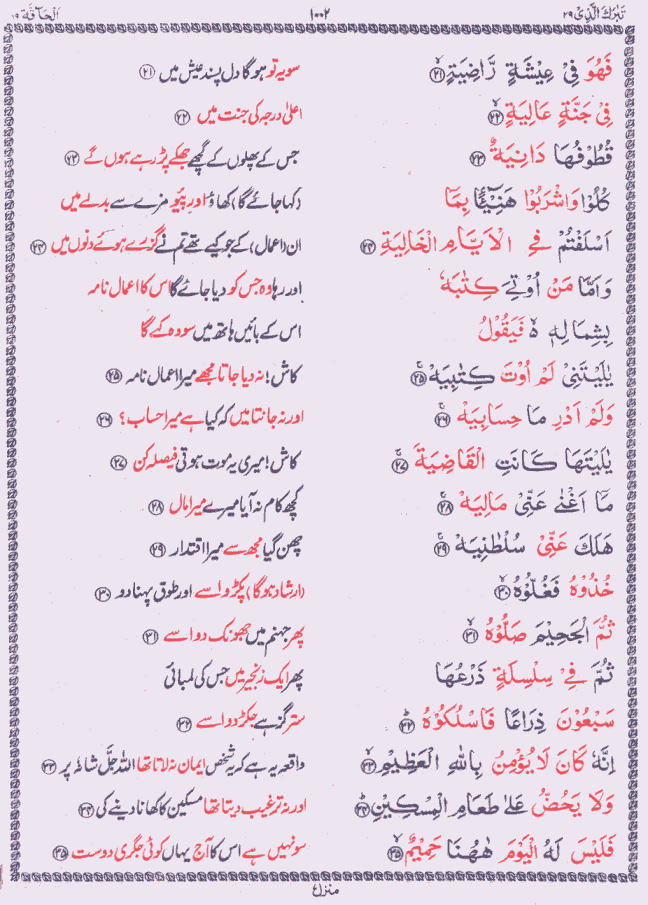 تَبٰرَكَ الَّذِیْ ۲۹ ۱۰۰۲ اَلْحَآقَّة ۶۹
فَهُوَ فِیْ عِیْشَةٍ رَّاضِیَةٍ ۲۱ سو یہ تو ہوگا دل پسند عیش میں ۲۱
فِیْ جَنَّةٍ عَالِیَةٍ ۲۲ اعلیٰ درجہ کی جنت میں ۲۲
قُطُوْفُهَا دَانِیَةٌ ۲۳ جس کے پھلوں کے گچھے جھکے پڑ رہے ہوں گے ۲۳
كُلُوْا وَاشْرَبُوْا هَنِیْٓـًٔۢا بِمَآ (کہا جائے گا) کھاؤ اور پئیو مزے سے بدلے میں
اَسْلَفْتُمْ فِی الْاَیَّامِ الْخَالِیَةِ ۲۴ ان (اعمال) کے جو کیے تھے تم نے گزرے ہوئے دنوں میں ۲۴
وَاَمَّا مَنْ اُوْتِیَ كِتٰبَهٗ اور رہا وہ جس کو دیا جائے گا اس کا اعمال نامہ
بِشِمَالِهٖ ۵ فَیَقُوْلُ اس کے بائیں ہاتھ میں سو وہ کہے گا
یٰلَیْتَنِیْ لَمْ اُوْتَ كِتٰبِیَهْ ۲۵ کاش! نہ دیا جاتا مجھے میرا اعمال نامہ ۲۵
وَلَمْ اَدْرِ مَا حِسَابِیَهْ ۲۶ اور نہ جانتا میں کہ کیا ہے میرا حساب؟ ۲۶
یٰلَیْتَهَا كَانَتِ الْقَاضِیَةَ ۲۷ کاش! میری یہ موت ہوتی فیصلہ کن ۲۷
مَآ اَغْنٰی عَنِّیْ مَالِیَهْ ۲۸ کچھ کام نہ آیا میرے میرا مال ۲۸
هَلَكَ عَنِّیْ سُلْطٰنِیَهْ ۲۹ چھن گیا مجھ سے میرا اقتدار ۲۹
خُذُوْهُ فَغُلُّوْهُ ۳۰ (ارشاد ہوگا) پکڑو اسے اور طوق پہنا دو ۳۰
ثُمَّ الْجَحِیْمَ صَلُّوْهُ ۳۱ پھر جہنم میں جھونک دو اسے ۳۱
ثُمَّ فِیْ سِلْسِلَةٍ ذَرْعُهَا پھر ایک زنجیر میں جس کی لمبائی
سَبْعُوْنَ ذِرَاعًا فَاسْلُكُوْهُ ۳۲ ستر گز ہے جکڑ دو اسے ۳۲
اِنَّهٗ كَانَ لَا یُؤْمِنُ بِاللّٰهِ الْعَظِیْمِ ۳۳ واقعہ یہ ہے کہ یہ شخص ایمان نہ لاتا تھا اللہ جلّ شانہٗ پر ۳۳
وَلَا یَحُضُّ عَلٰی طَعَامِ الْمِسْكِیْنِ ۳۴ اور نہ ترغیب دیتا تھا مسکین کا کھانا دینے کی ۳۴
فَلَیْسَ لَهُ الْیَوْمَ هٰهُنَا حَمِیْمٌ ۳۵ سو نہیں ہے اس کا آج یہاں کوئی جگری دوست ۳۵
منزل